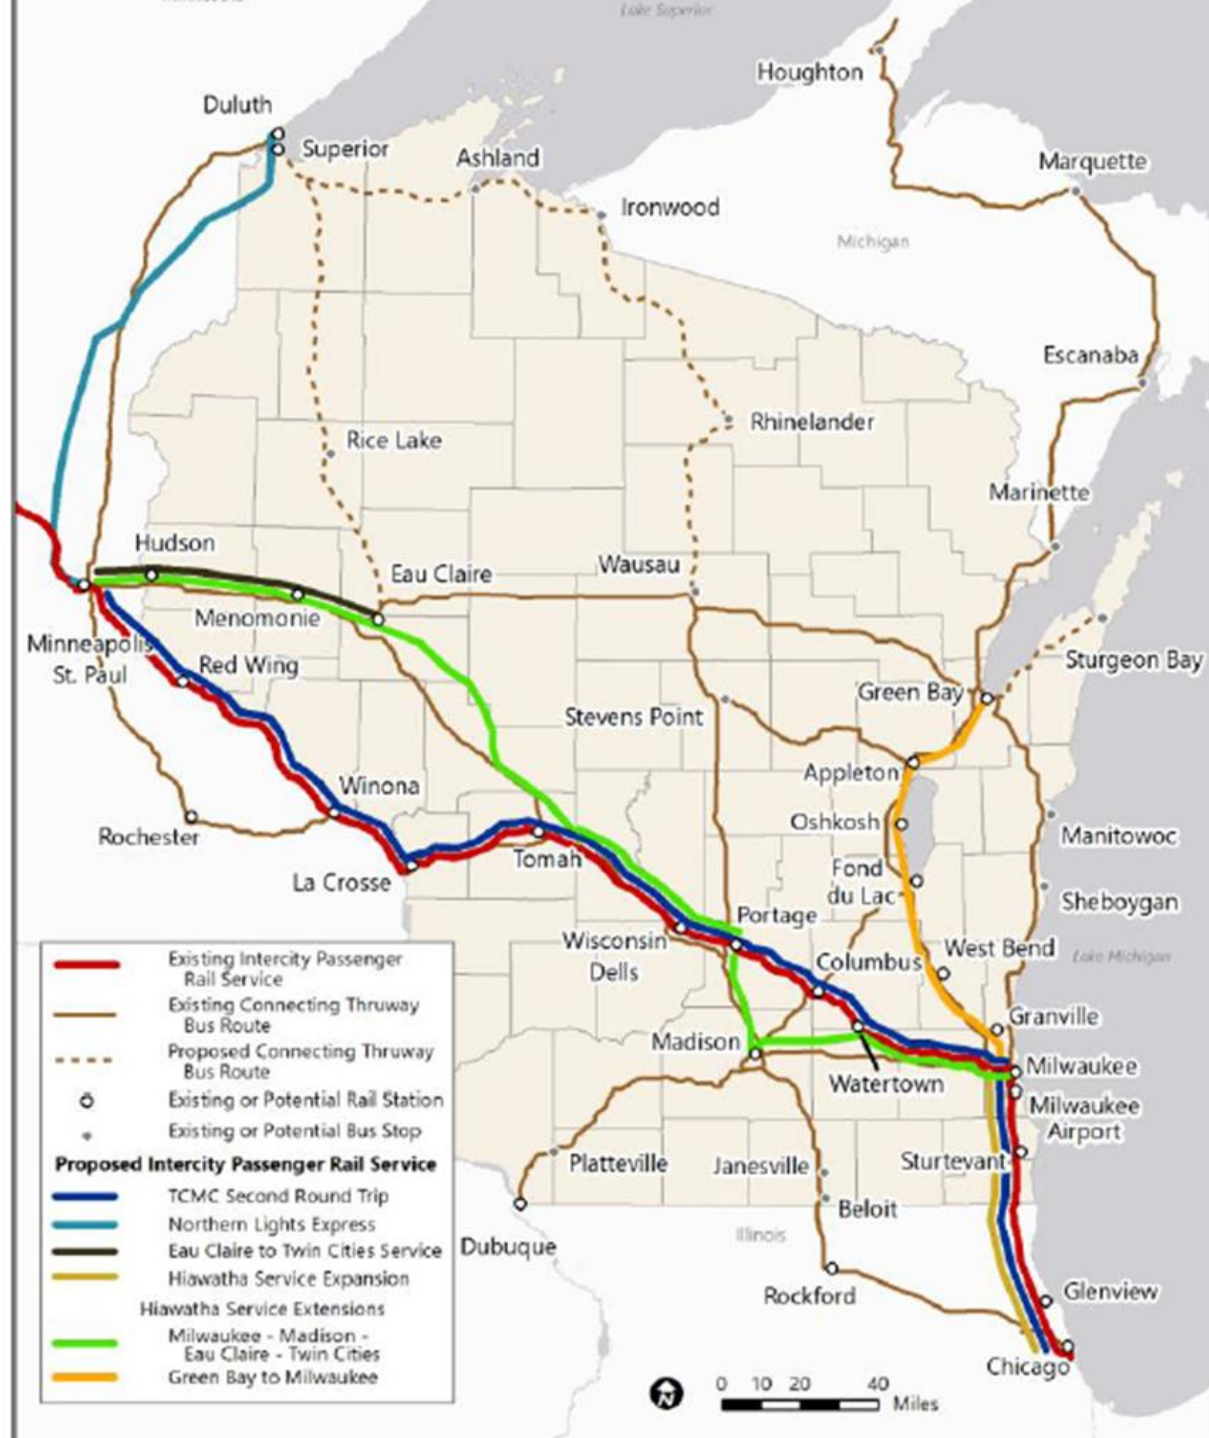 Minnesota
Lake Superior
Houghton
Duluth
Superior
Ashland
Marquette
Ironwood
Michigan
Escanaba
Rhinelander
Rice Lake
Marinette
Hudson
Eau Claire
Wausau
Menomonie
Minneapolis
St. Paul
Red Wing
Sturgeon Bay
Green Bay
Stevens Point
Appleton
Winona
Oshkosh
Rochester
Manitowoc
Tomah
Fond
du Lac
La Crosse
Sheboygan
Portage
Wisconsin
Dells
West Bend
Lake Michigan
Columbus
Granville
Madison
Milwaukee
Watertown
Milwaukee
Airport
Platteville
Janesville
Sturtevant
Beloit
Illinois
Dubuque
Rockford
Glenview
Chicago
Existing Intercity Passenger
Rail Service
Existing Connecting Thruway
Bus Route
Proposed Connecting Thruway
Bus Route
Existing or Potential Rail Station
Existing or Potential Bus Stop
Proposed Intercity Passenger Rail Service
TCMC Second Round Trip
Northern Lights Express
Eau Claire to Twin Cities Service
Hiawatha Service Expansion
Hiawatha Service Extensions
Milwaukee - Madison -
Eau Claire - Twin Cities
Green Bay to Milwaukee
N
0 10 20 40
Miles